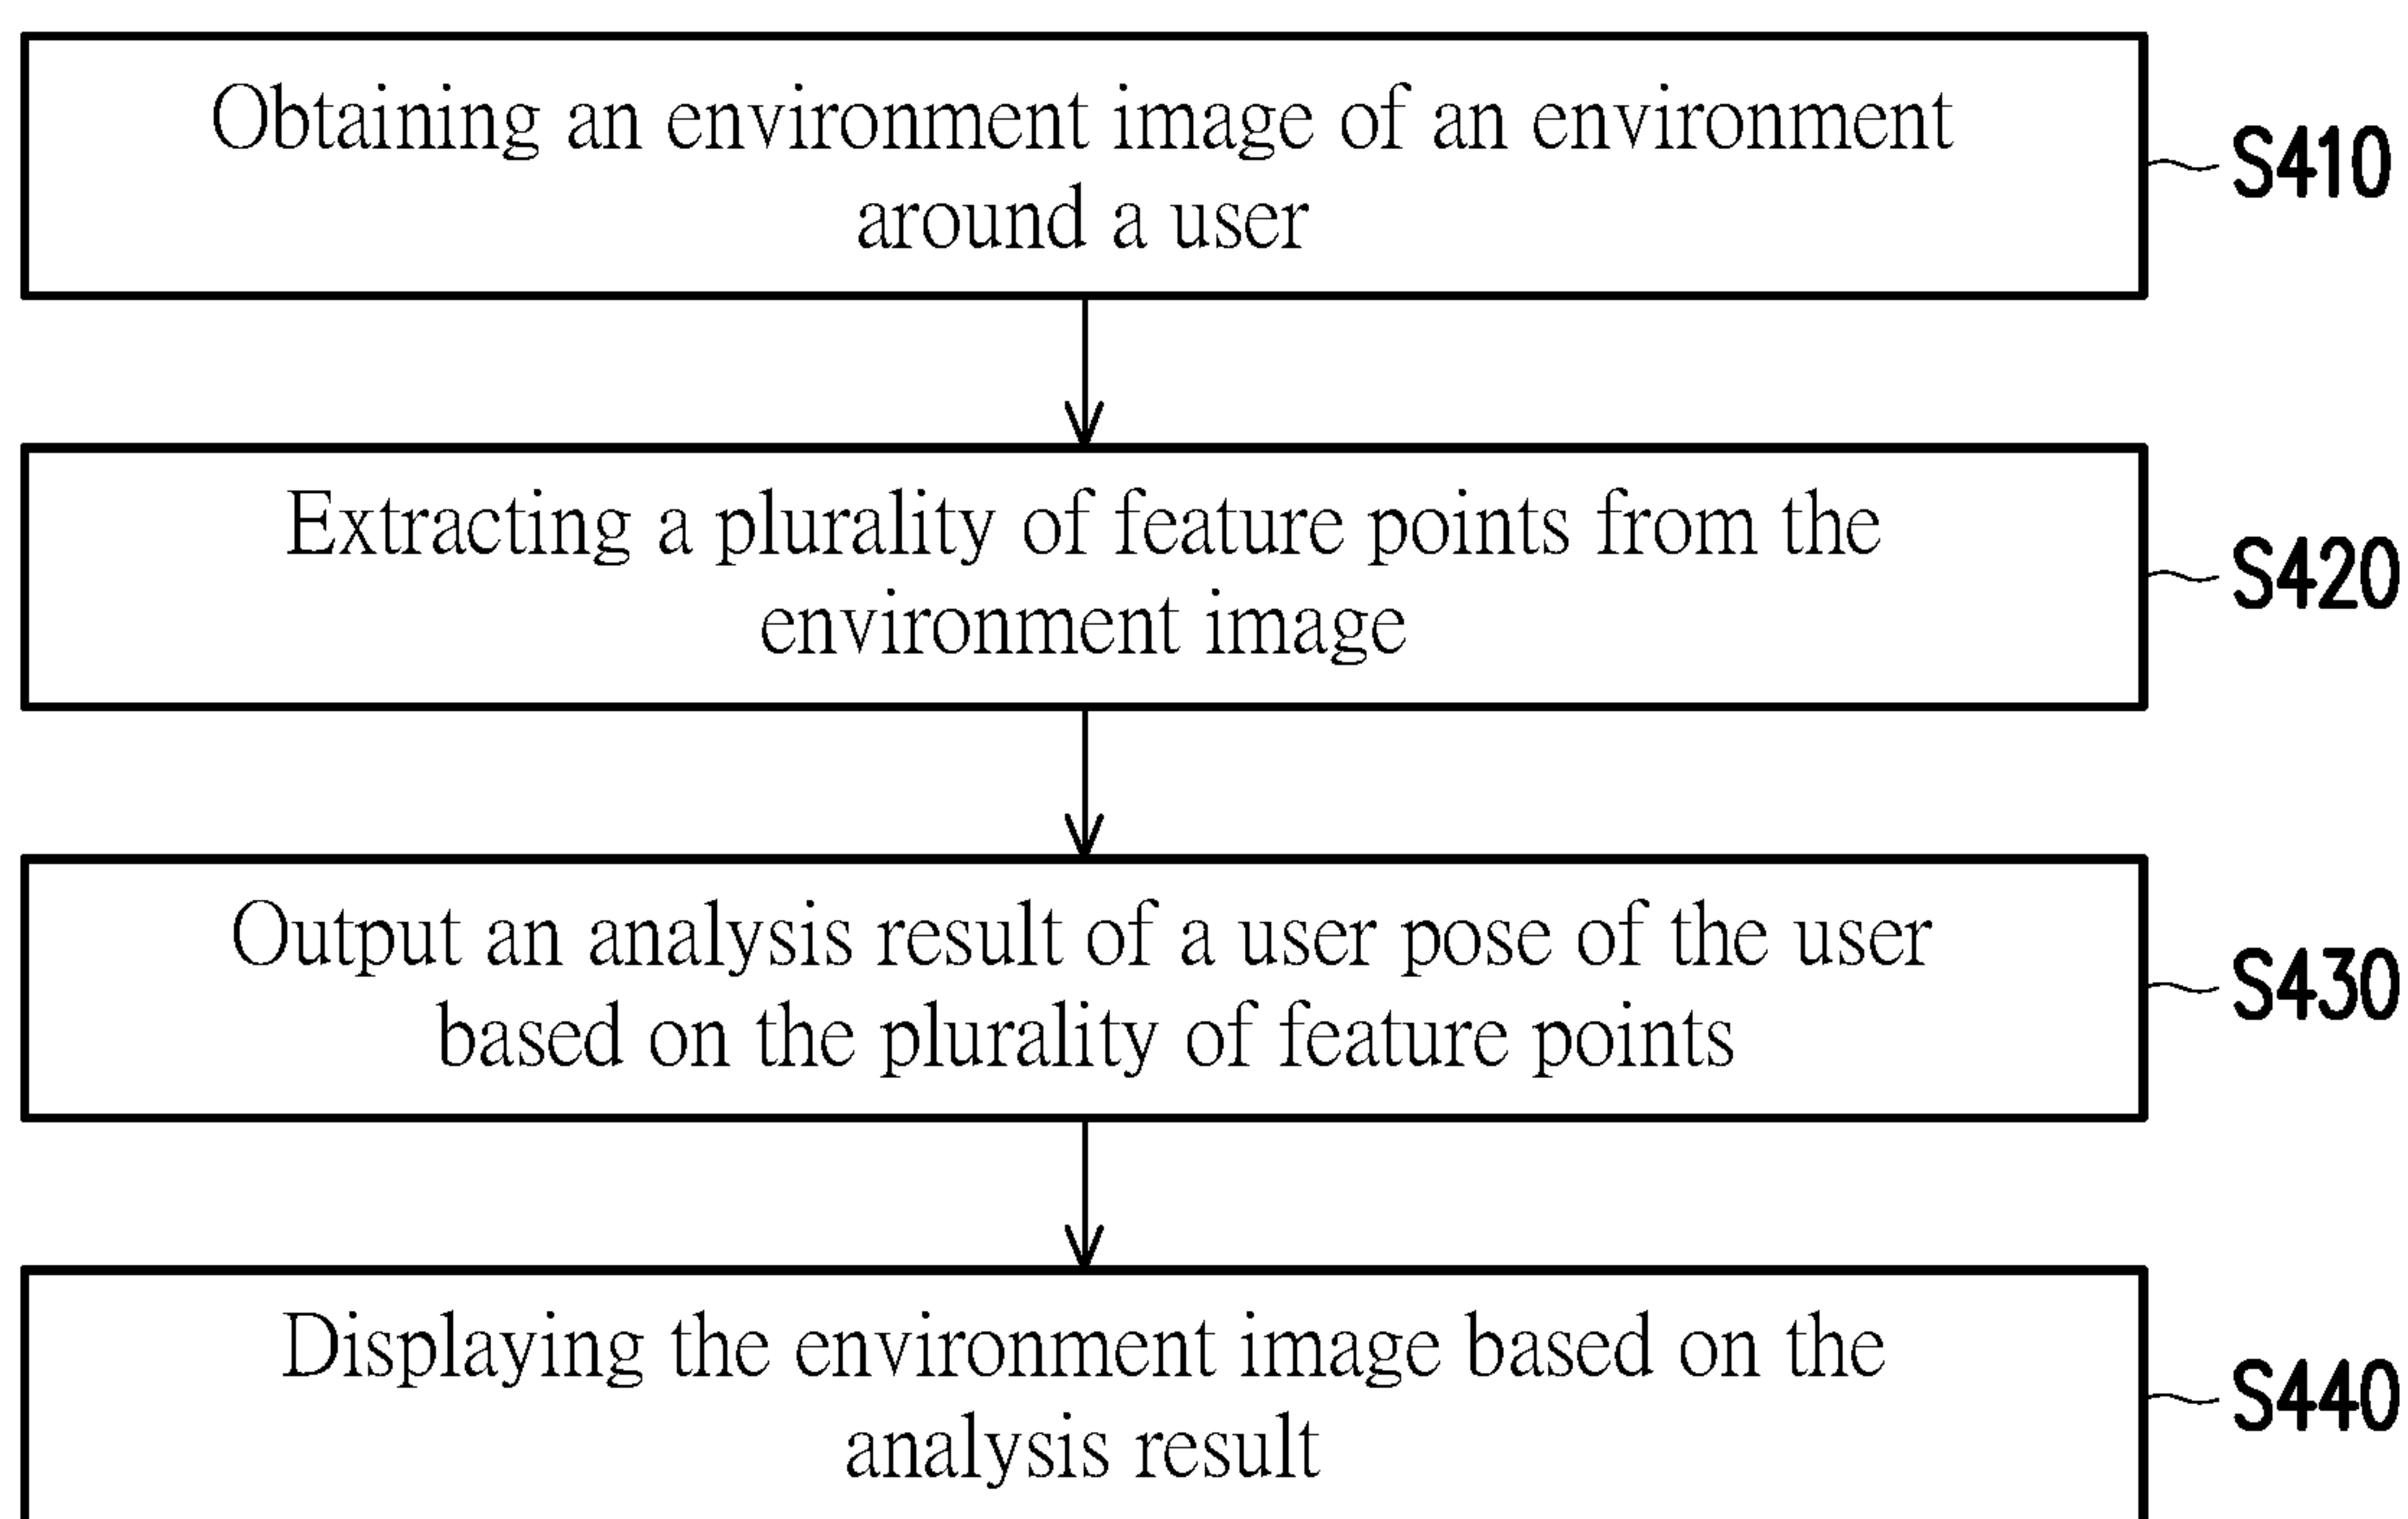 Obtaining an environment image of an environment
around a user
S410
Extracting a plurality of feature points from the
environment image
S420
Output an analysis result of a user pose of the user
based on the plurality of feature points
S430
Displaying the environment image based on the
analysis result
S440